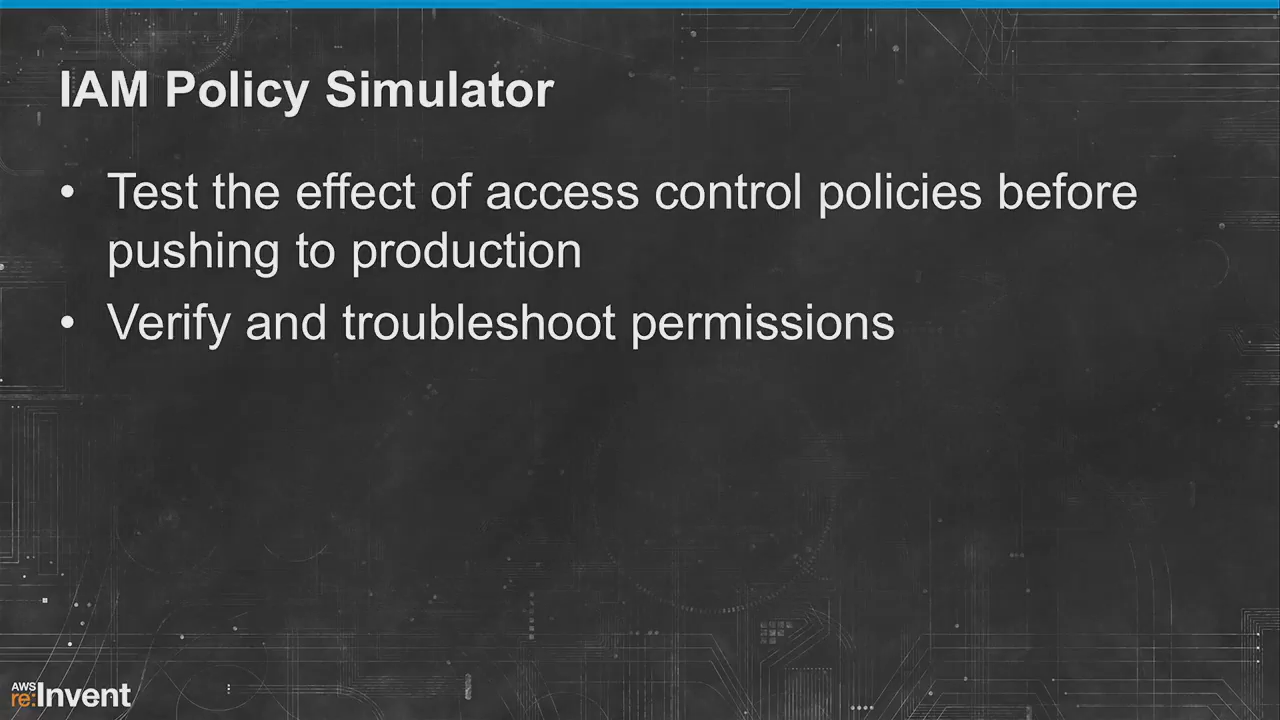 IAM Policy Simulator
• Test the effect of access control policies before
pushing to production
• Verify and troubleshoot permissions
AWS
re:Invent